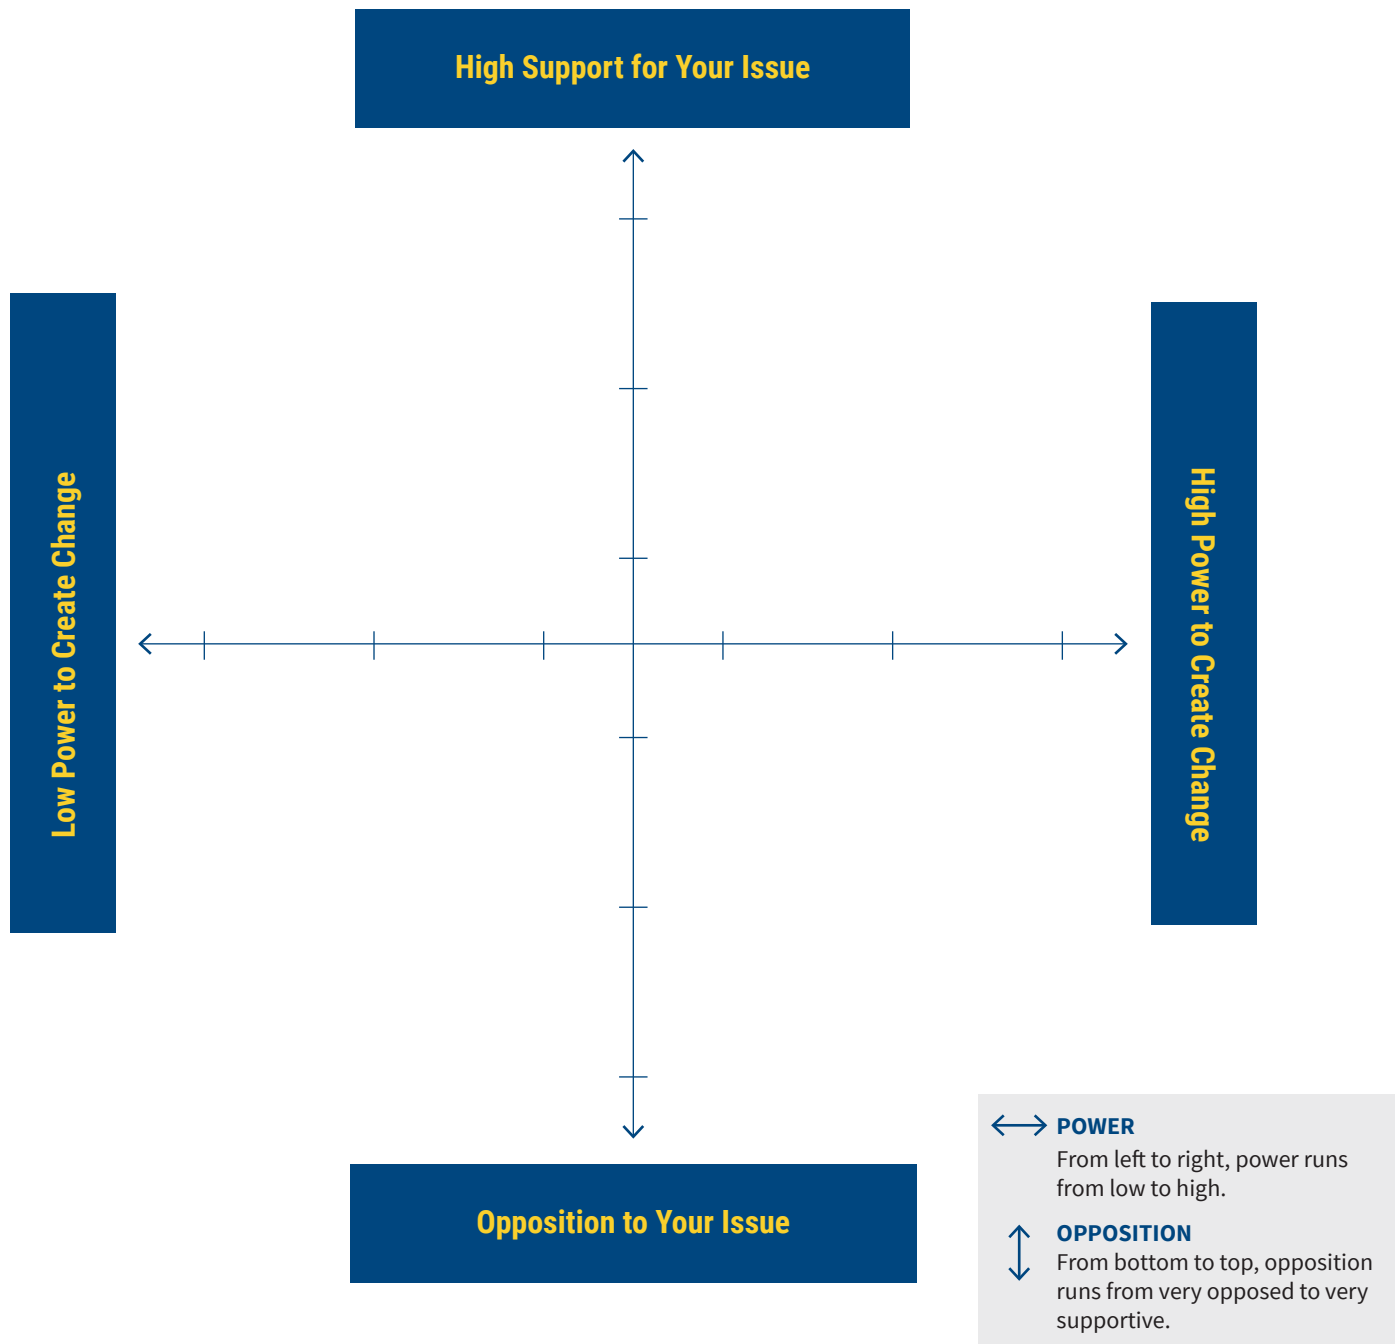 High Support for Your Issue
Low Power to Create Change
High Power to Create Change
Opposition to Your Issue
POWER
From left to right, power runs
from low to high.
OPPOSITION
From bottom to top, opposition
runs from very opposed to very
supportive.